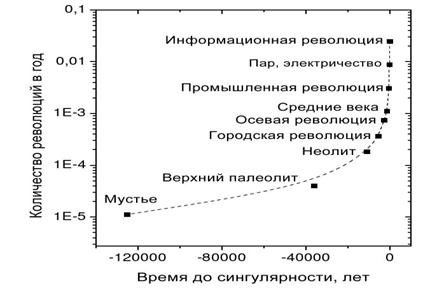 Количество революций в год
0,1
0,01
1E-3
1E-4
1E-5
Информационная революция
Пар, электричество
Промышленная революция
Средние века
Осевая революция
Городская революция
Неолит
Верхний палеолит
Мустье
-120000 -80000 -40000 0
Время до сингулярности, лет